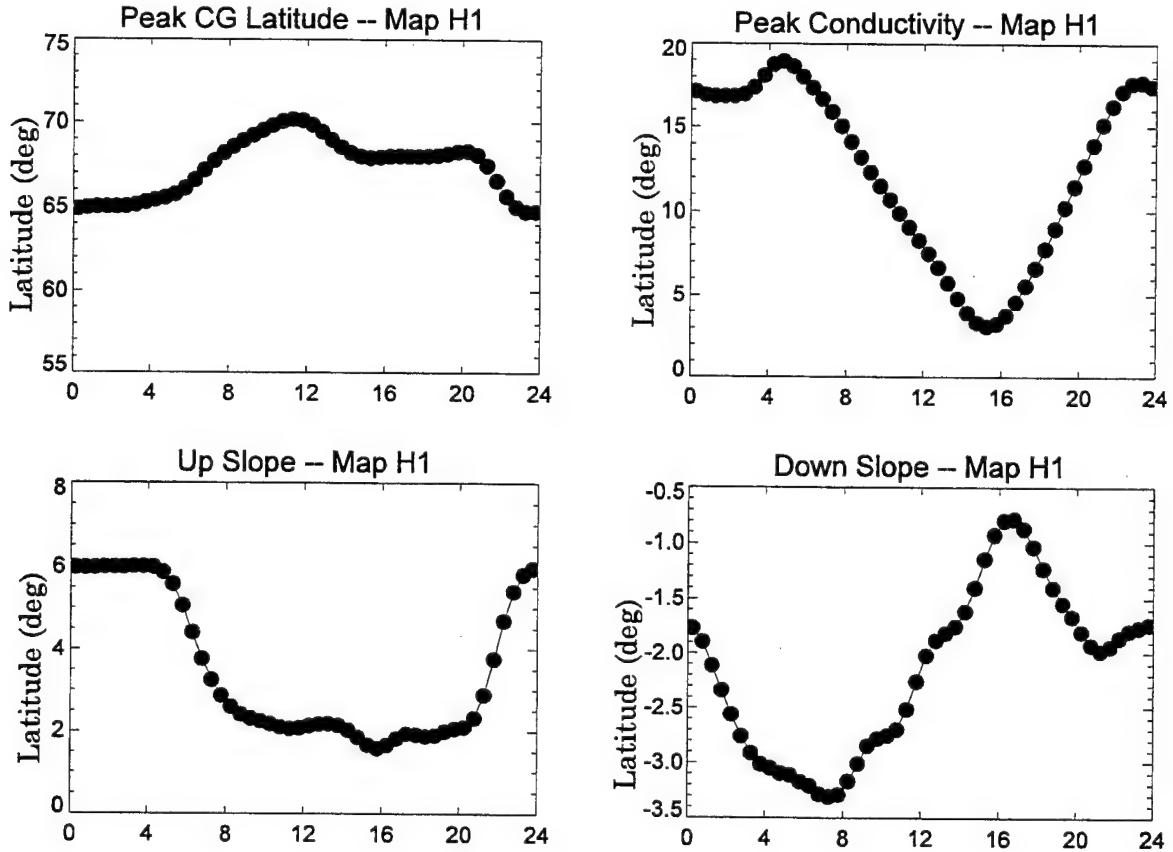 Peak CG Latitude -- Map H1
75
70
65
60
55
Latitude (deg)
0 4 8 12 16 20 24
Peak Conductivity -- Map H1
20
15
10
5
0
Latitude (deg)
0 4 8 12 16 20 24
Up Slope -- Map H1
8
6
4
2
0
Latitude (deg)
0 4 8 12 16 20 24
Down Slope -- Map H1
-0.5
-1.0
-1.5
-2.0
-2.5
-3.0
-3.5
Latitude (deg)
0 4 8 12 16 20 24